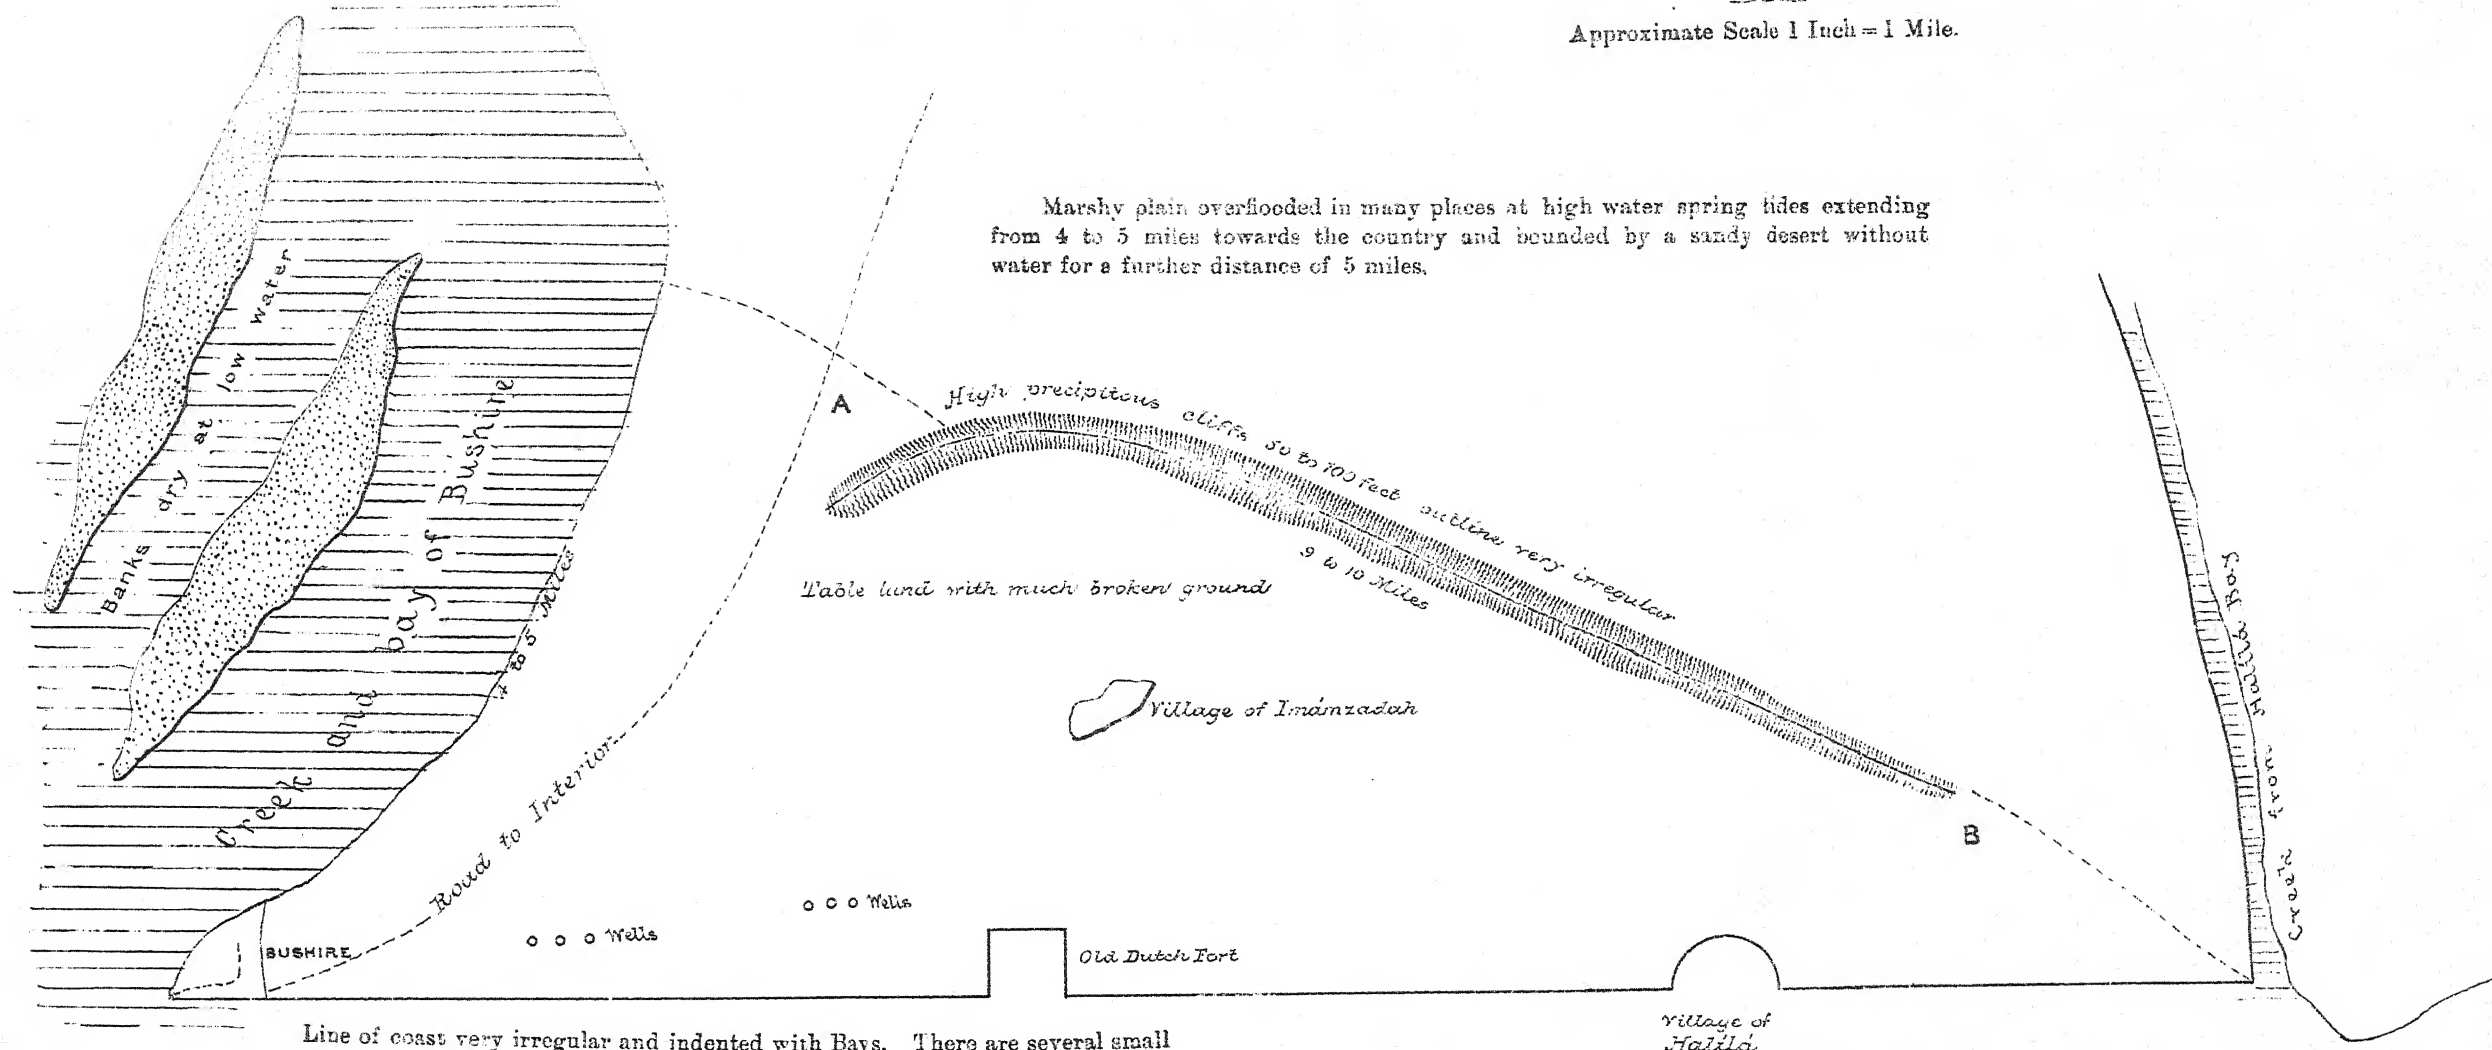 Approximate Scale 1 Inch = 1 Mile.
Marshy plain overflooded in many places at high water spring tides extending
from 4 to 5 miles towards the country and bounded by a sandy desert without
water for a further distance of 5 miles.
Banks dry at low water
Creek and bay of Bushire
4 to 5 miles
A
High precipitous cliffs 50 to 100 feet outline very irregular
9 to 10 Miles
Table land with much broken ground
Village of Imámzadah
Road to Interior
B
Creek from Halílá Bay
Wells
Wells
BUSHIRE
Old Dutch Fort
Village of
Halílá
Line of coast very irregular and indented with Bays. There are several small